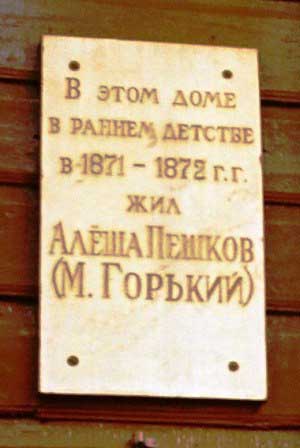 В ЭТОМ ДОМЕ
В РАННЕМ ДЕТСТВЕ
В 1871 – 1872 Г.Г.
ЖИЛ
АЛЁША ПЕШКОВ
(М. ГОРЬКИЙ)